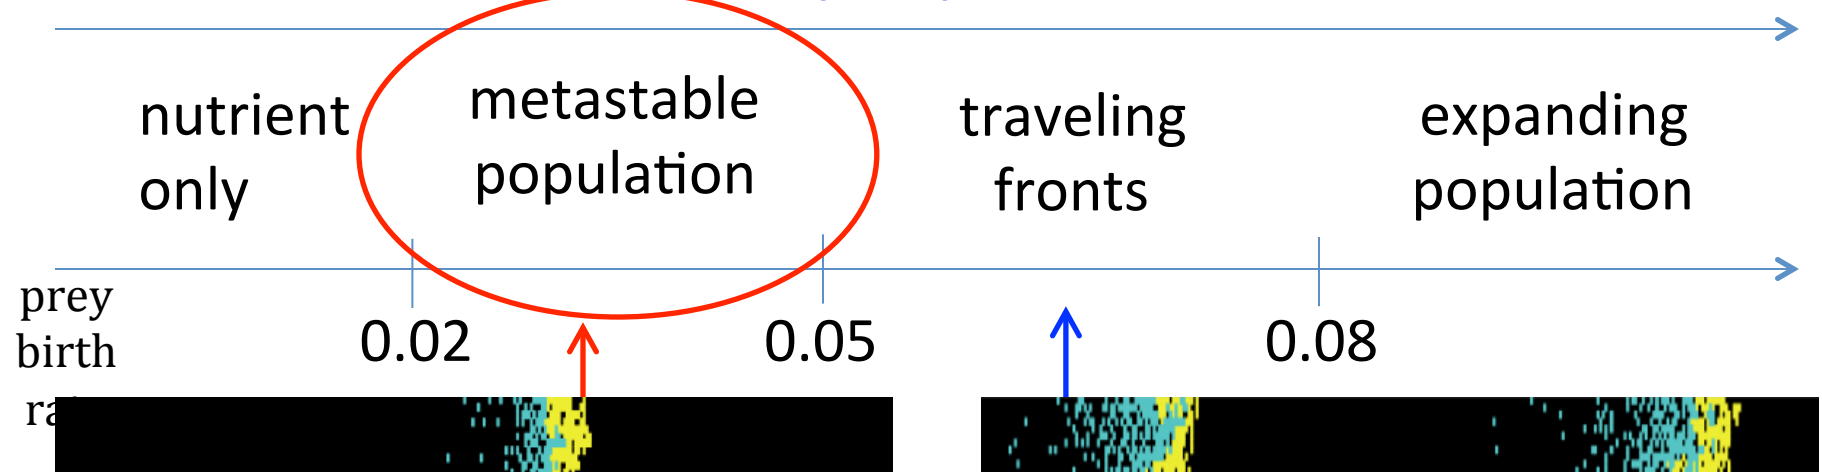 nutrient
only
metastable
population
traveling
fronts
expanding
population
prey
birth
0.02
0.05
0.08